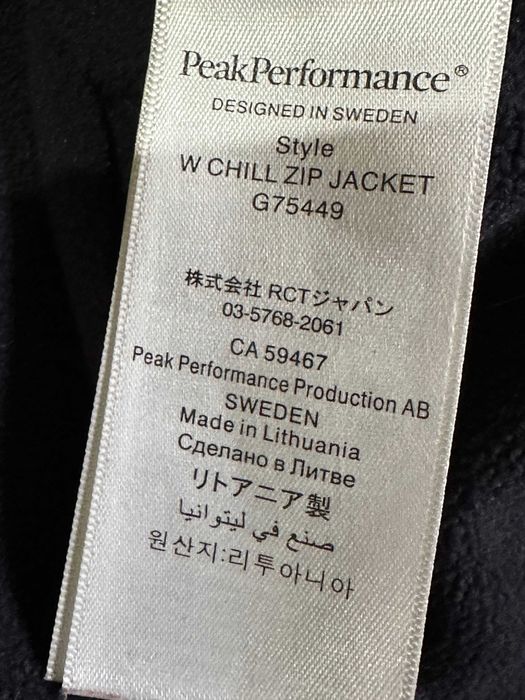 PeakPerformance®
DESIGNED IN SWEDEN
Style
W CHILL ZIP JACKET
G75449
株式会社 RCTジャパン
03-5768-2061
CA 59467
Peak Performance Production AB
SWEDEN
Made in Lithuania
Сделано в Литве
リトアニア製
صنع في ليتوانيا
원산지:리투아니아